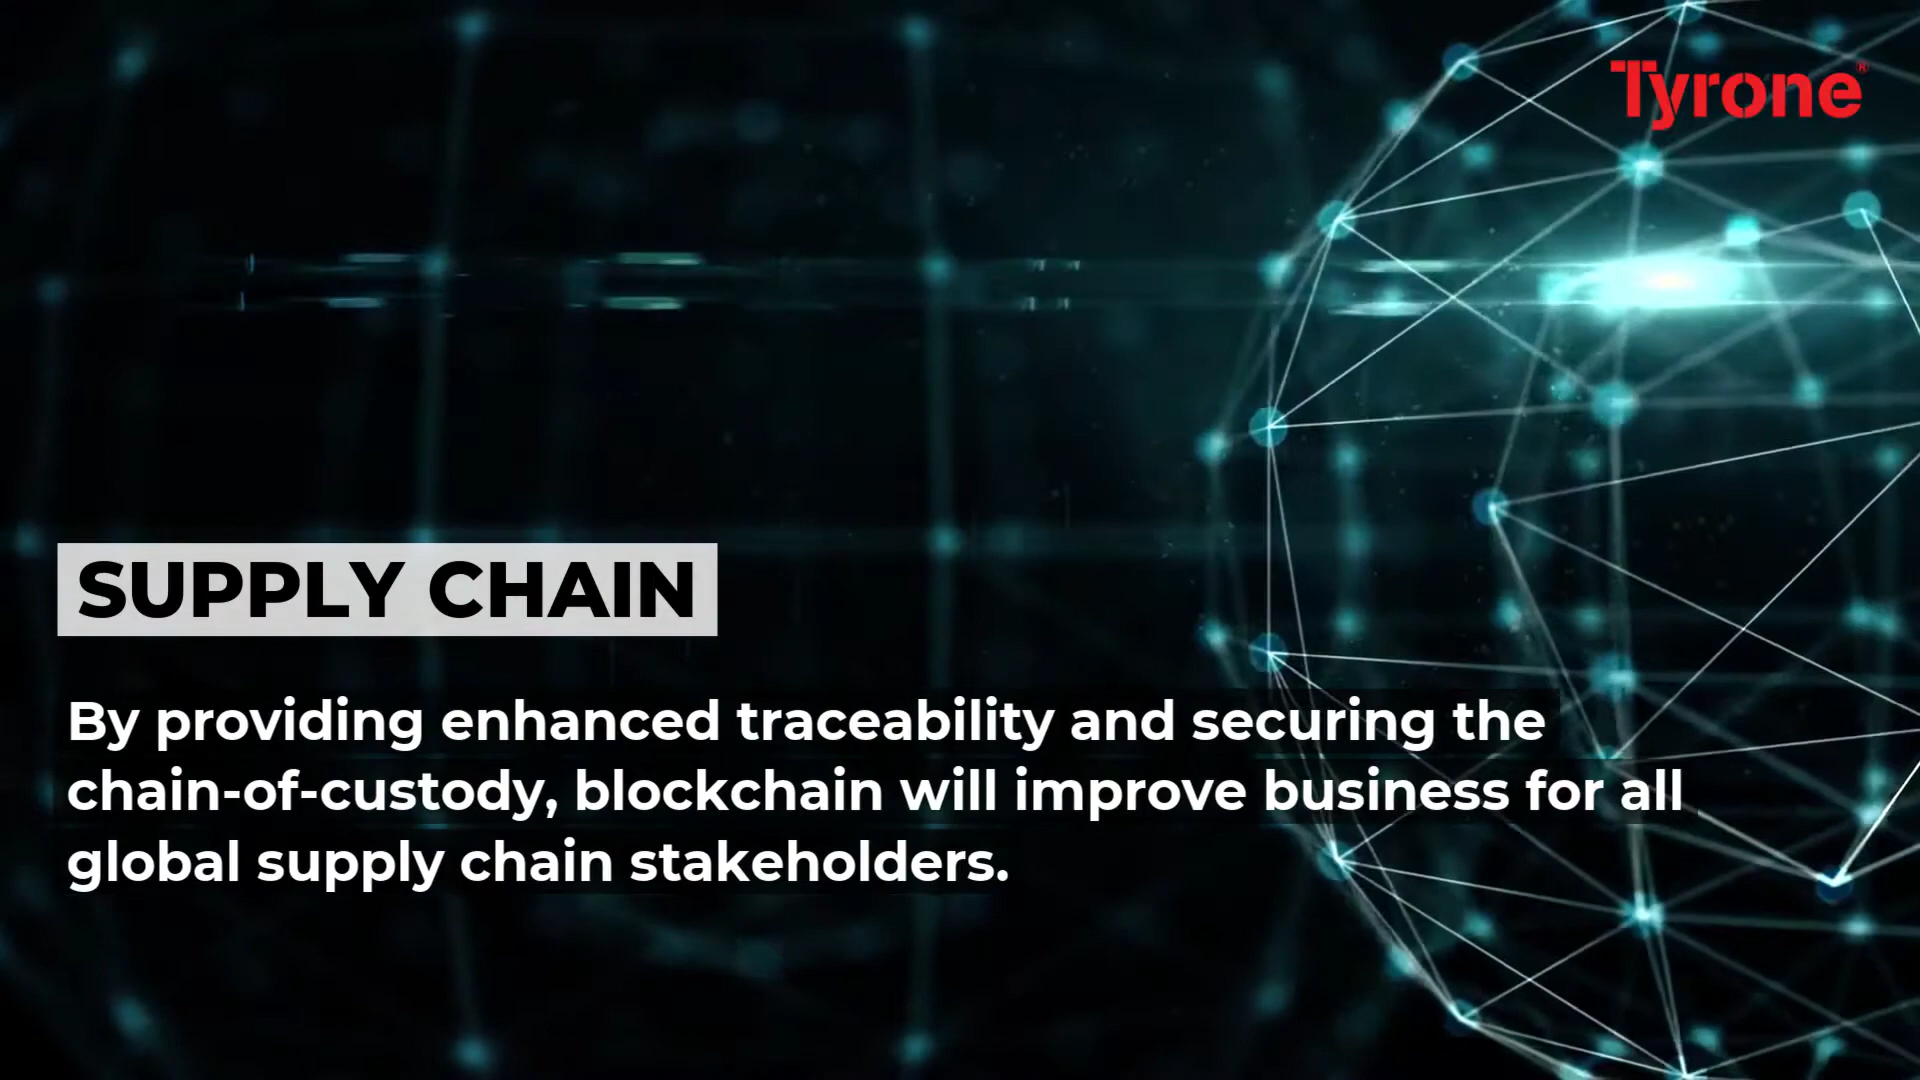 Tyrone®
SUPPLY CHAIN
By providing enhanced traceability and securing the
chain-of-custody, blockchain will improve business for all
global supply chain stakeholders.